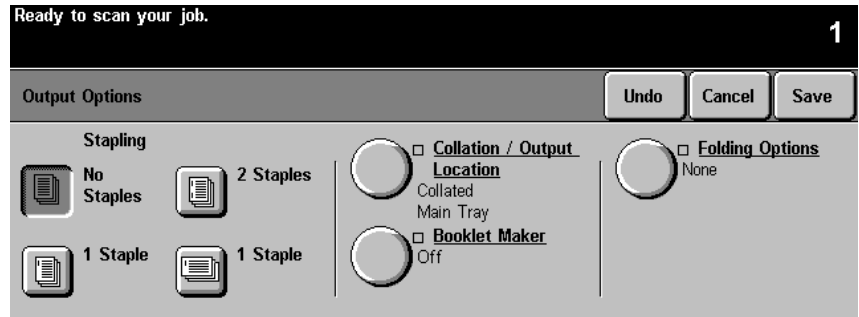 Ready to scan your job.
1
Output Options
Undo
Cancel
Save
Stapling
No
Staples
2 Staples
1 Staple
1 Staple
Collation / Output
Location
Collated
Main Tray
Booklet Maker
Off
Folding Options
None